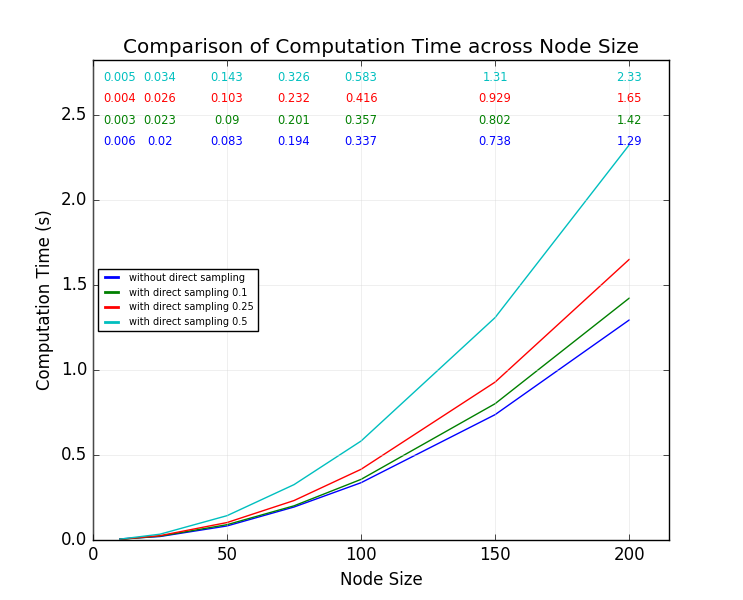 Comparison of Computation Time across Node Size
0.005 0.034 0.143 0.326 0.583 1.31 2.33
0.004 0.026 0.103 0.232 0.416 0.929 1.65
0.003 0.023 0.09 0.201 0.357 0.802 1.42
0.006 0.02 0.083 0.194 0.337 0.738 1.29
2.5
2.0
1.5
1.0
0.5
0.0
Computation Time (s)
without direct sampling
with direct sampling 0.1
with direct sampling 0.25
with direct sampling 0.5
0 50 100 150 200
Node Size